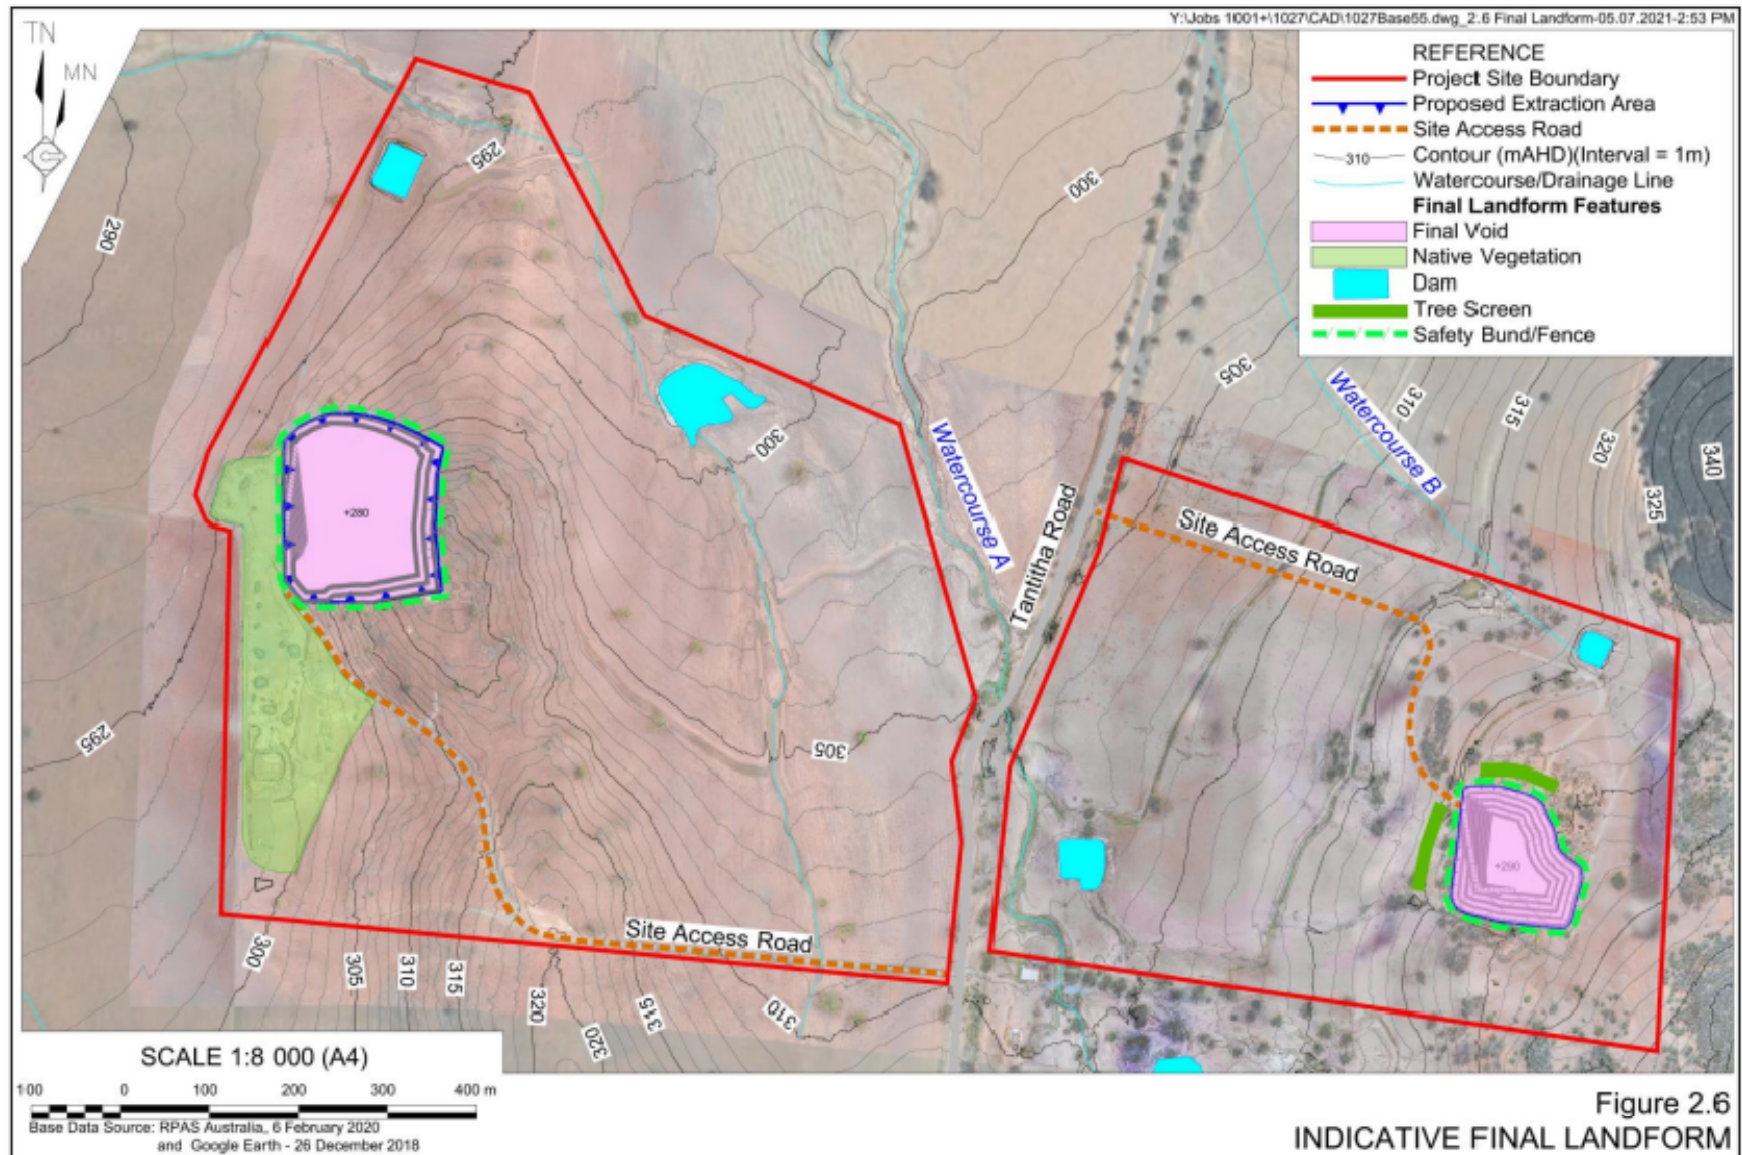 Y:\Jobs 1001+\1027\CAD\1027Base55.dwg_2.6 Final Landform-05.07.2021-2:53 PM
TN
MN
REFERENCE
Project Site Boundary
Proposed Extraction Area
Site Access Road
310
Contour (mAHD)(Interval = 1m)
Watercourse/Drainage Line
Final Landform Features
Final Void
Native Vegetation
Dam
Tree Screen
Safety Bund/Fence
295
300
290
305
310
315
320
340
325
300
Watercourse A
Watercourse B
Tantitha Road
Site Access Road
+280
295
305
+290
Site Access Road
300
305
310
315
320
320
315
310
SCALE 1:8 000 (A4)
100 0 100 200 300 400 m
Base Data Source: RPAS Australia, 6 February 2020
and Google Earth - 26 December 2018
Figure 2.6
INDICATIVE FINAL LANDFORM